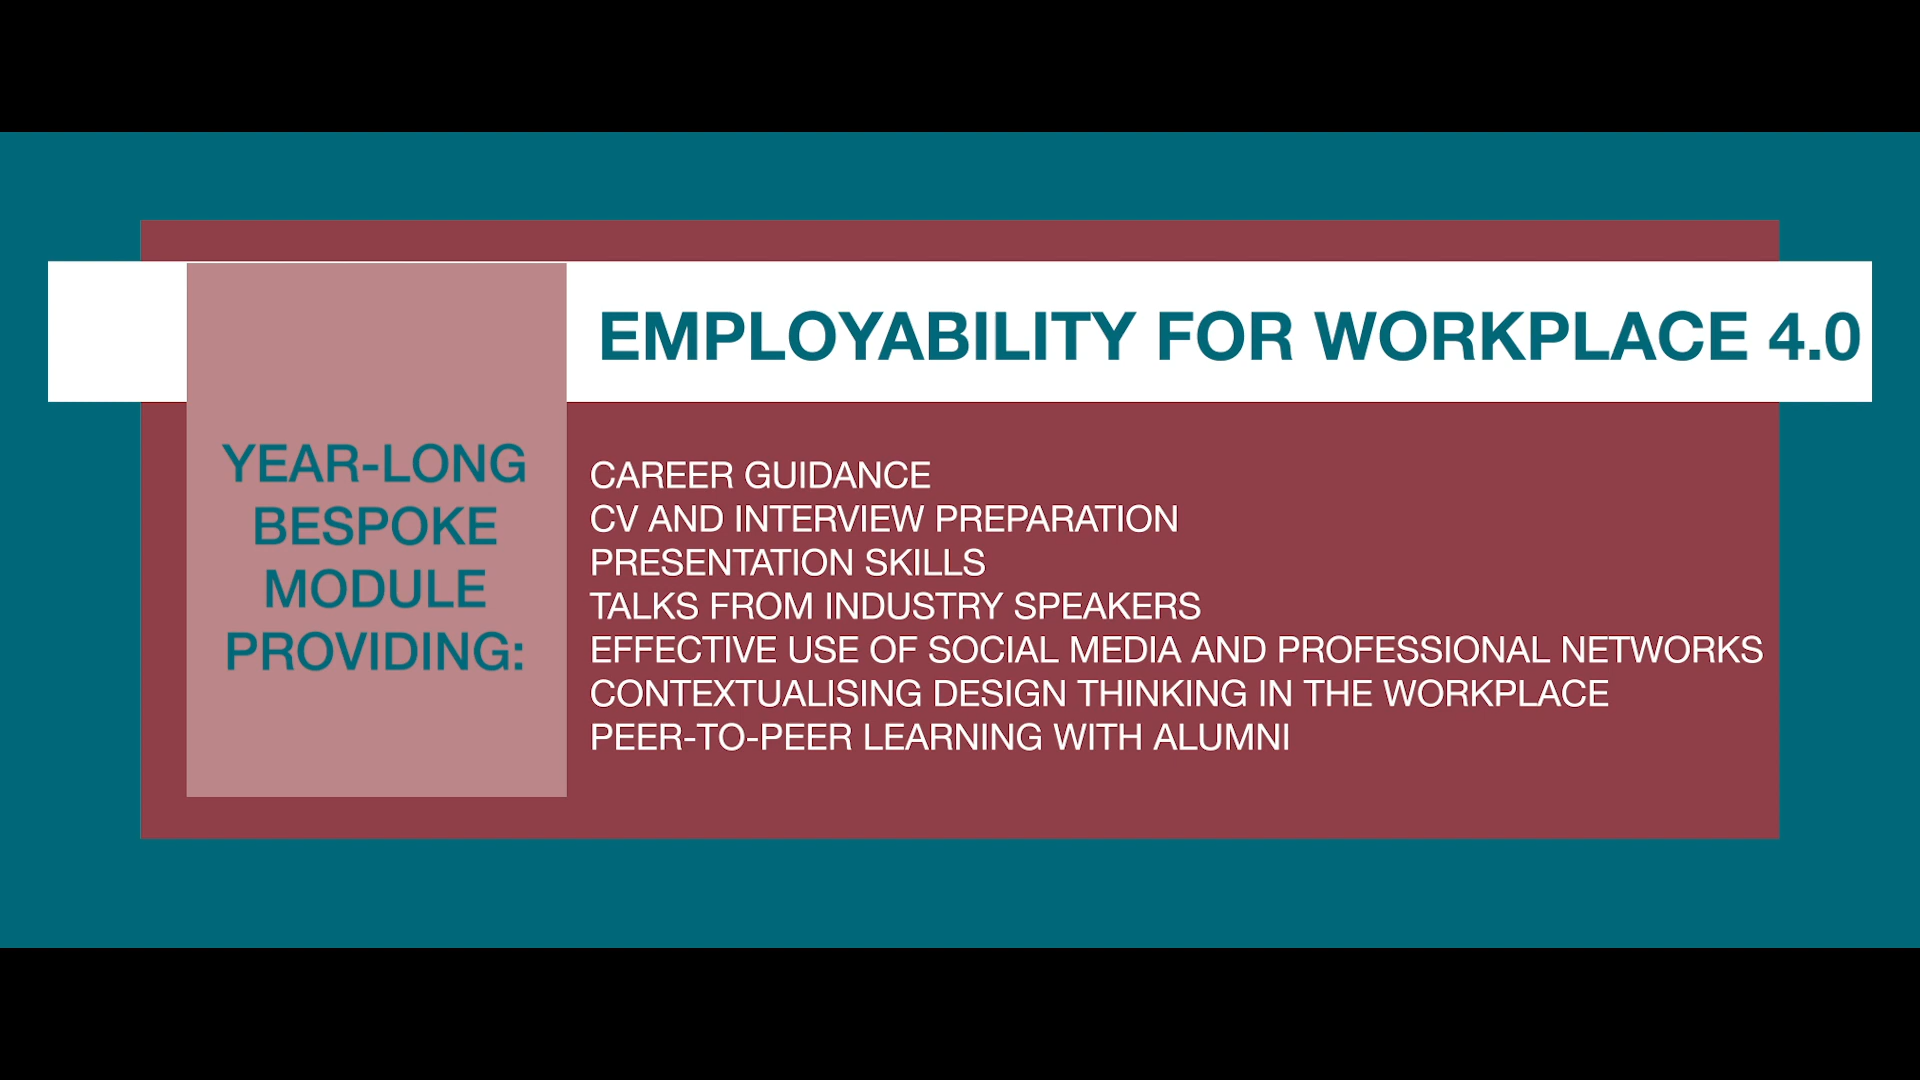 EMPLOYABILITY FOR WORKPLACE 4.0
YEAR-LONG
BESPOKE
MODULE
PROVIDING:
CAREER GUIDANCE
CV AND INTERVIEW PREPARATION
PRESENTATION SKILLS
TALKS FROM INDUSTRY SPEAKERS
EFFECTIVE USE OF SOCIAL MEDIA AND PROFESSIONAL NETWORKS
CONTEXTUALISING DESIGN THINKING IN THE WORKPLACE
PEER-TO-PEER LEARNING WITH ALUMNI